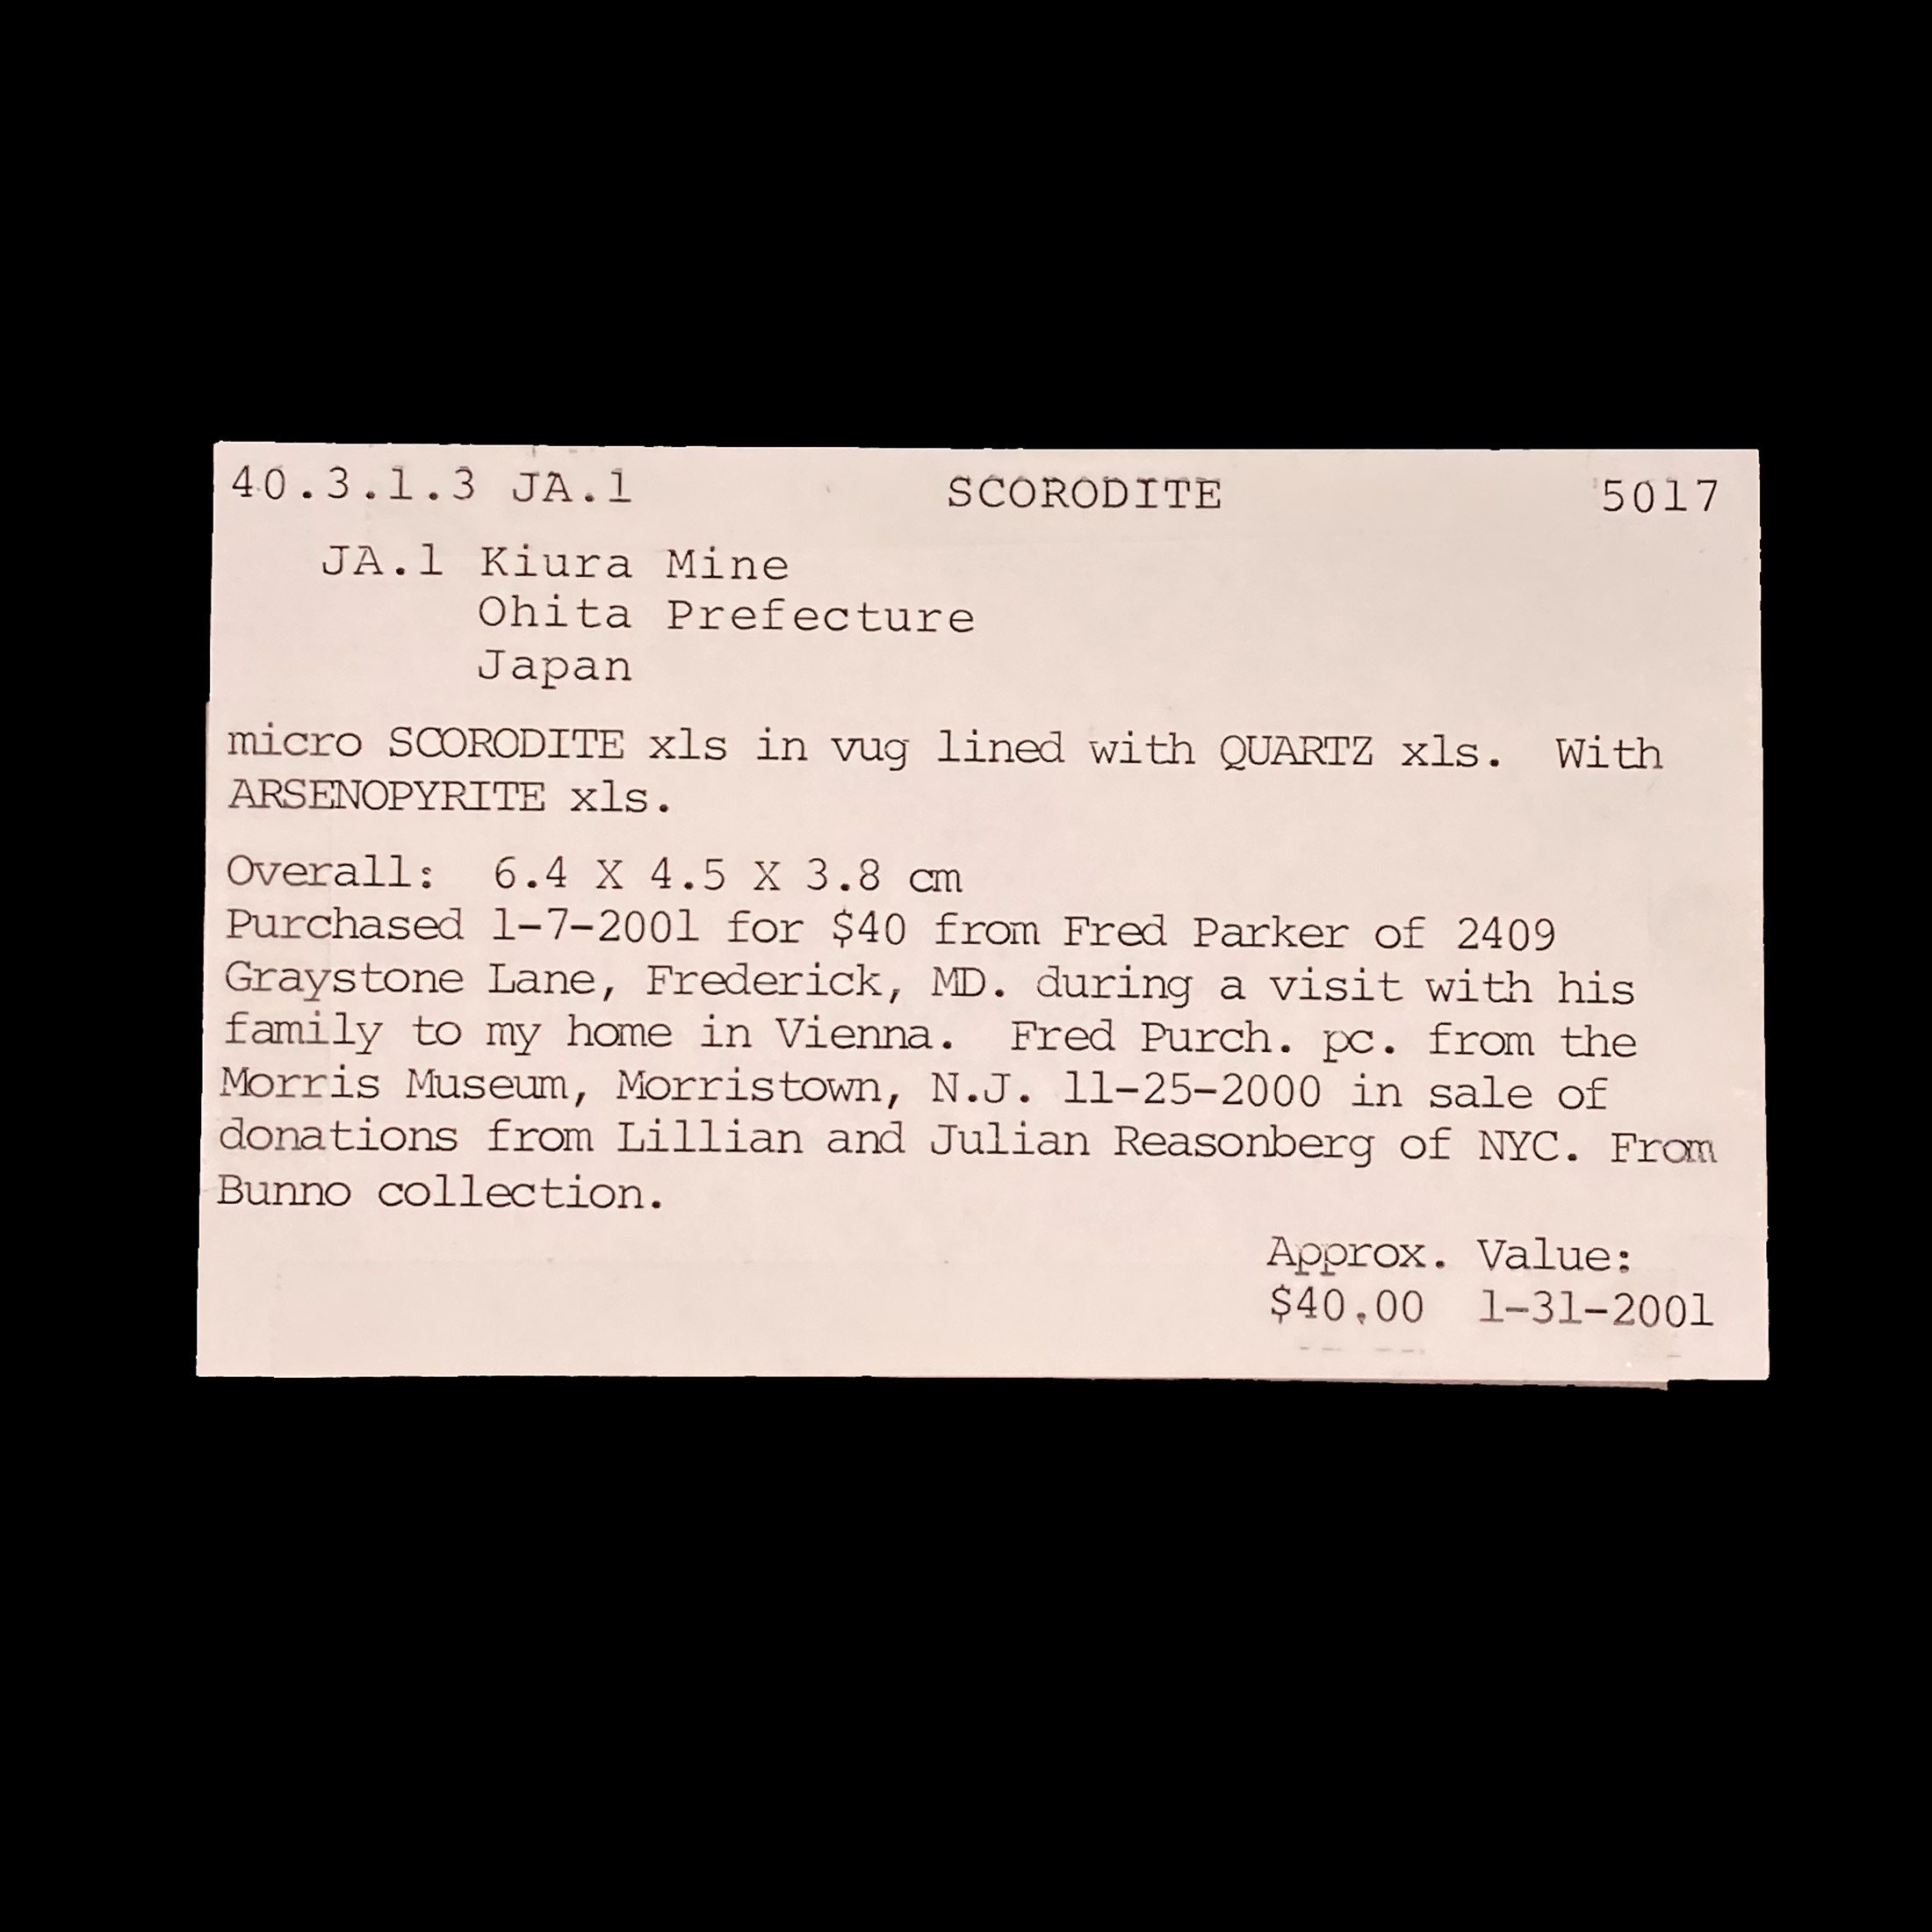 40.3.1.3 JA.1 SCORODITE 5017
JA.1 Kiura Mine
Ohita Prefecture
Japan
micro SCORODITE xls in vug lined with QUARTZ xls. With
ARSENOPYRITE xls.
Overall: 6.4 X 4.5 X 3.8 cm
Purchased 1-7-2001 for $40 from Fred Parker of 2409
Graystone Lane, Frederick, MD. during a visit with his
family to my home in Vienna. Fred Purch. pc. from the
Morris Museum, Morristown, N.J. 11-25-2000 in sale of
donations from Lillian and Julian Reasonberg of NYC. From
Bunno collection.
Approx. Value:
$40.00 1-31-2001